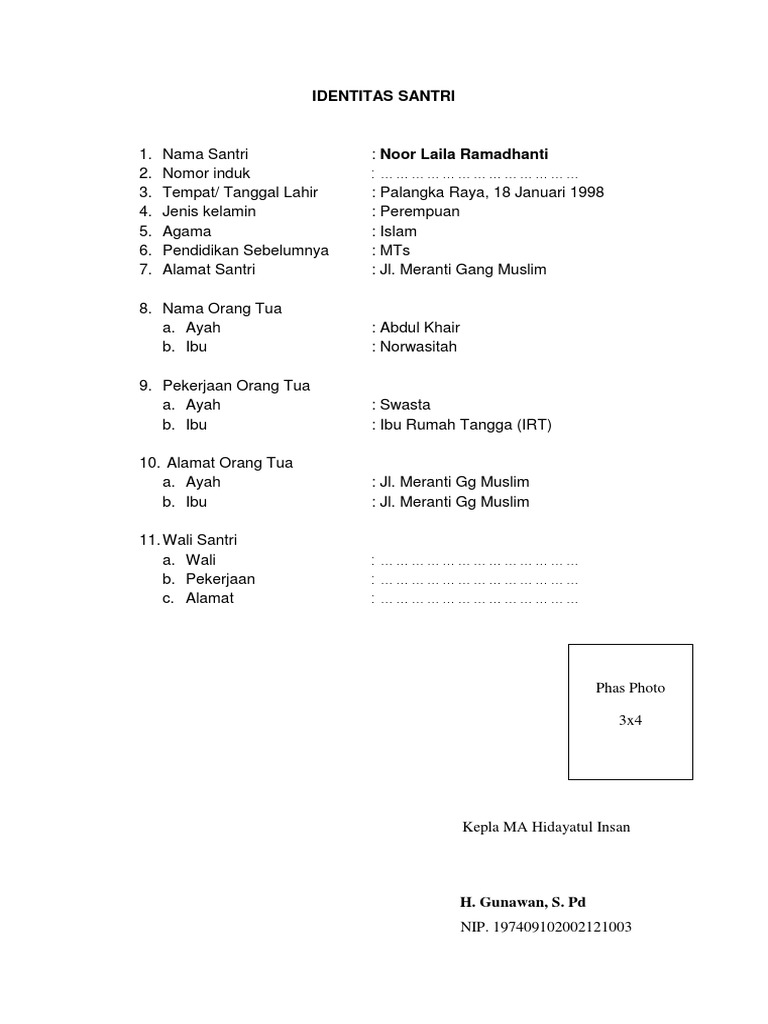 IDENTITAS SANTRI
1. Nama Santri : Noor Laila Ramadhanti
2. Nomor induk : … … … … … … … … … … … … …
3. Tempat/ Tanggal Lahir : Palangka Raya, 18 Januari 1998
4. Jenis kelamin : Perempuan
5. Agama : Islam
6. Pendidikan Sebelumnya : MTs
7. Alamat Santri : Jl. Meranti Gang Muslim
8. Nama Orang Tua
a. Ayah : Abdul Khair
b. Ibu : Norwasitah
9. Pekerjaan Orang Tua
a. Ayah : Swasta
b. Ibu : Ibu Rumah Tangga (IRT)
10. Alamat Orang Tua
a. Ayah : Jl. Meranti Gg Muslim
b. Ibu : Jl. Meranti Gg Muslim
11. Wali Santri
a. Wali : … … … … … … … … … … … … …
b. Pekerjaan : … … … … … … … … … … … … …
c. Alamat : … … … … … … … … … … … … …
Phas Photo
3x4
Kepla MA Hidayatul Insan
H. Gunawan, S. Pd
NIP. 197409102002121003